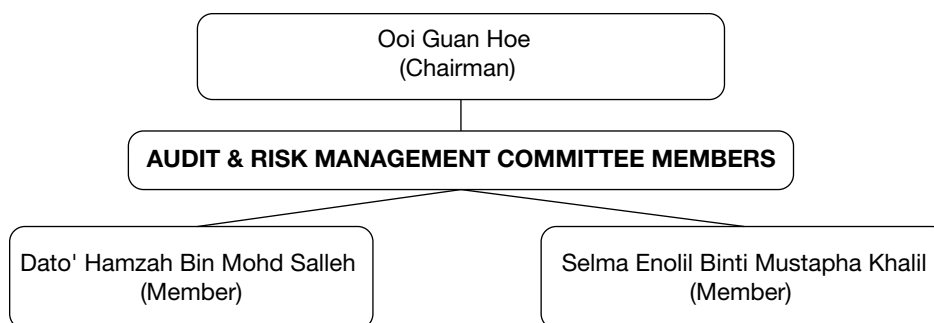 Ooi Guan Hoe
(Chairman)
AUDIT & RISK MANAGEMENT COMMITTEE MEMBERS
Dato' Hamzah Bin Mohd Salleh
(Member)
Selma Enolil Binti Mustapha Khalil
(Member)